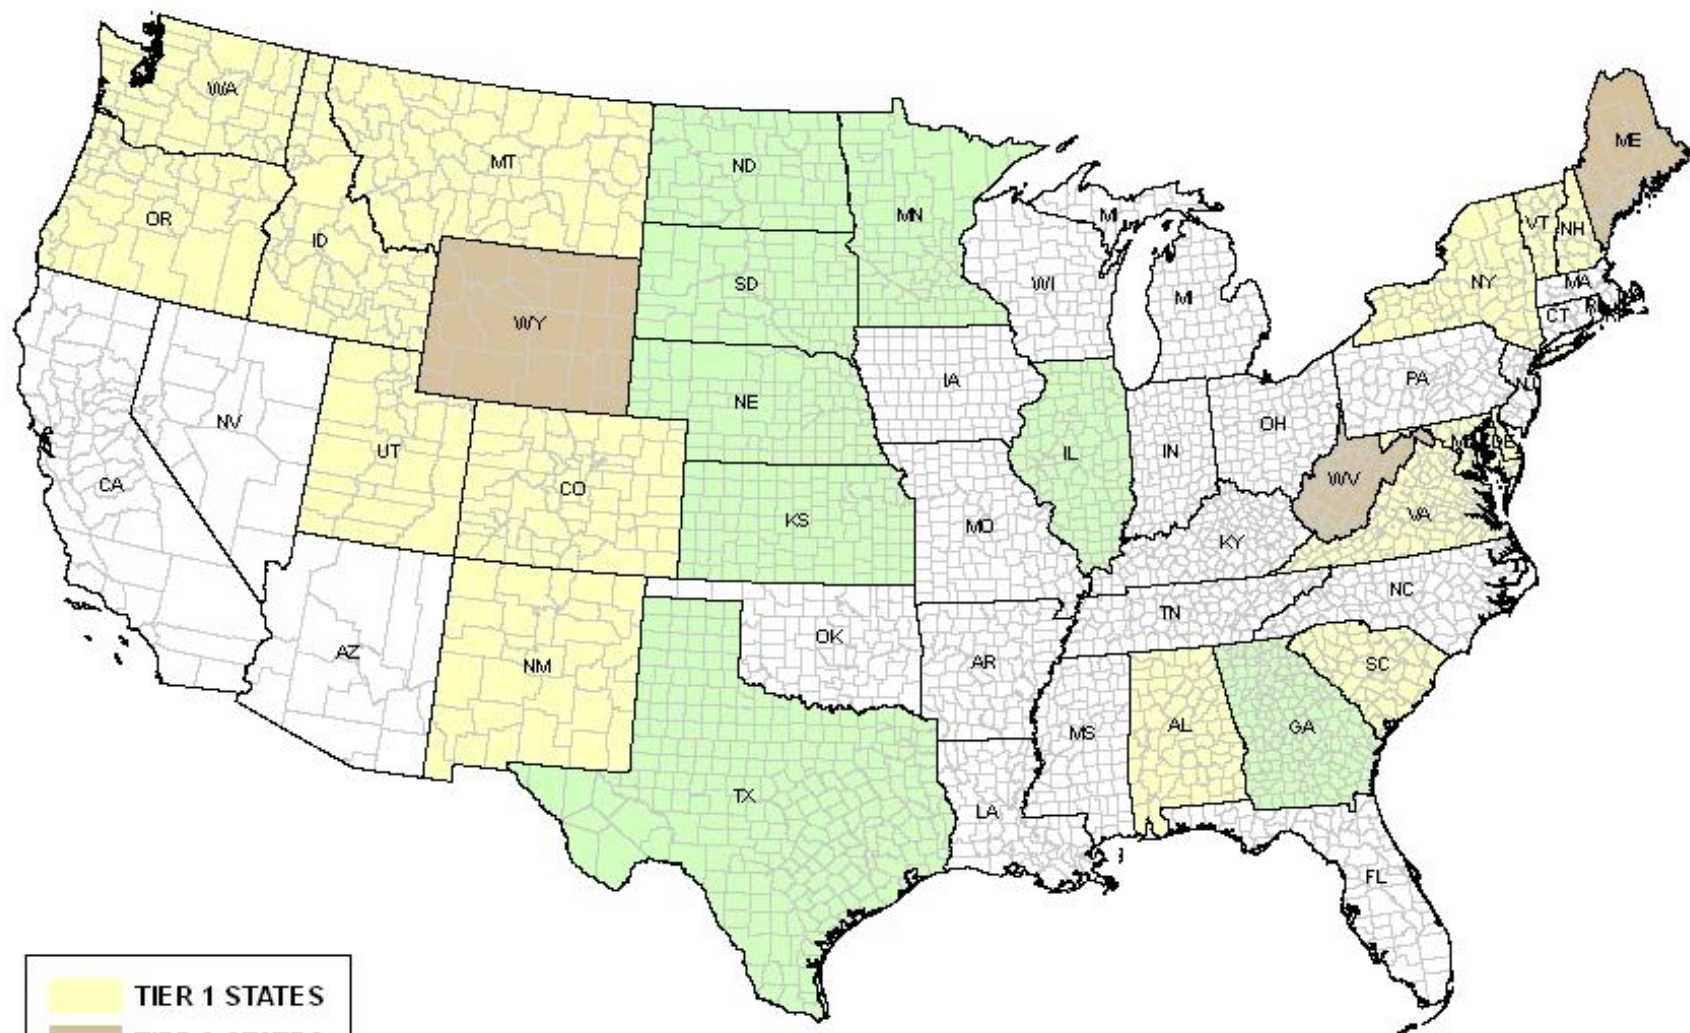 WA
MT
ND
MN
ME
OR
ID
MI
VT
NH
WI
MI
NY
MA
SD
WY
CT
IA
PA
NJ
NE
NV
OH
UT
IL
IN
CO
CA
WV
KS
MO
VA
KY
NC
TN
OK
AZ
AR
NM
SC
MS
AL
GA
TX
LA
FL
DE
TIER 1 STATES